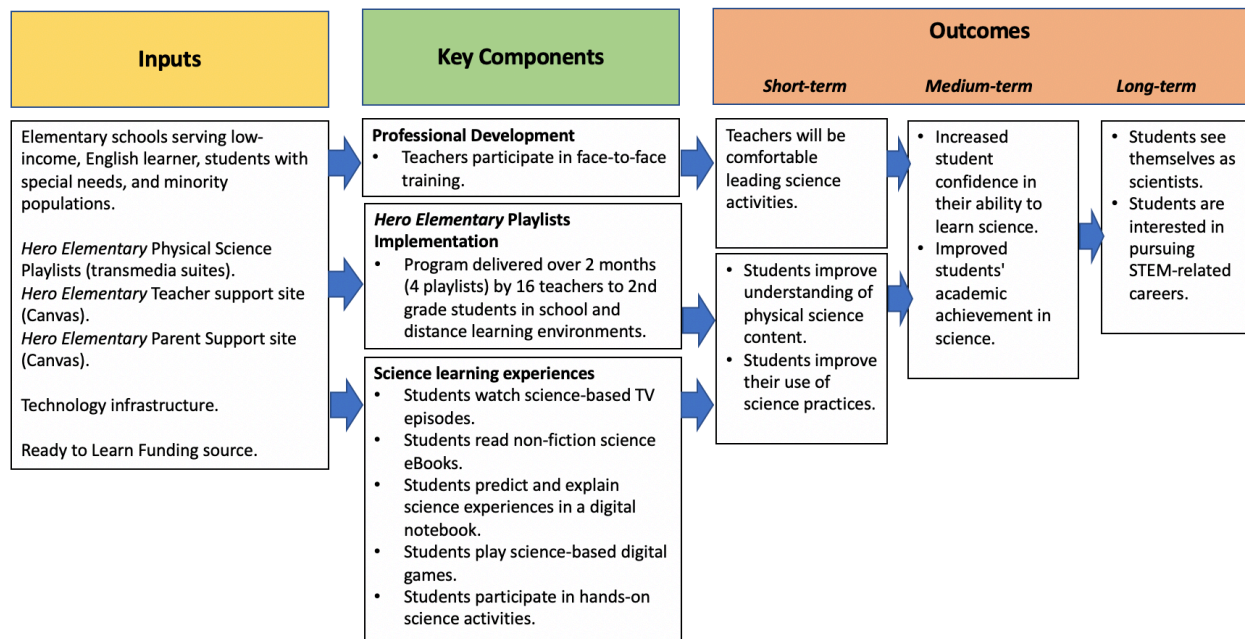 Inputs
Key Components
Outcomes
Short-term
Medium-term
Long-term
Elementary schools serving low-
income, English learner, students with
special needs, and minority
populations.
Hero Elementary Physical Science
Playlists (transmedia suites).
Hero Elementary Teacher support site
(Canvas).
Hero Elementary Parent Support site
(Canvas).
Technology infrastructure.
Ready to Learn Funding source.
Professional Development
• Teachers participate in face-to-face
training.
Hero Elementary Playlists
Implementation
• Program delivered over 2 months
(4 playlists) by 16 teachers to 2nd
grade students in school and
distance learning environments.
Science learning experiences
• Students watch science-based TV
episodes.
• Students read non-fiction science
eBooks.
• Students predict and explain
science experiences in a digital
notebook.
• Students play science-based digital
games.
• Students participate in hands-on
science activities.
Teachers will be
comfortable
leading science
activities.
• Students improve
understanding of
physical science
content.
• Students improve
their use of
science practices.
• Increased
student
confidence in
their ability to
learn science.
• Improved
students'
academic
achievement in
science.
• Students see
themselves as
scientists.
• Students are
interested in
pursuing
STEM-related
careers.